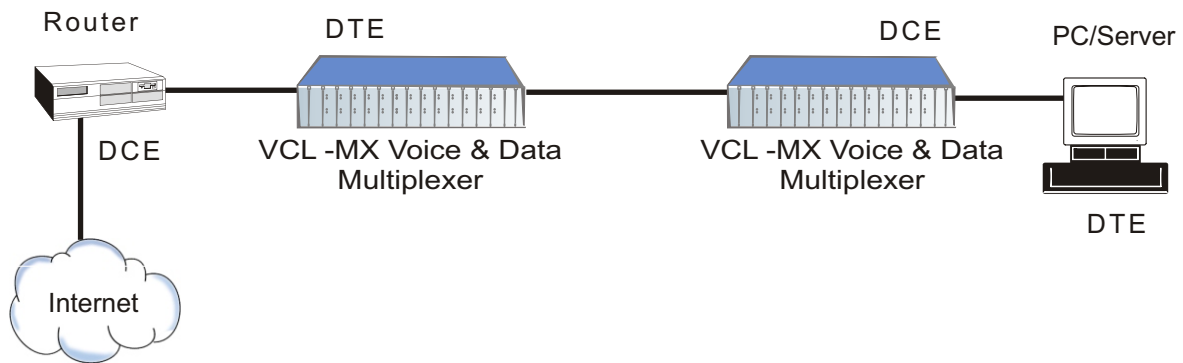 Router
DTE
DCE
PC/Server
DCE
VCL -MX Voice & Data
Multiplexer
VCL -MX Voice & Data
Multiplexer
DTE
Internet